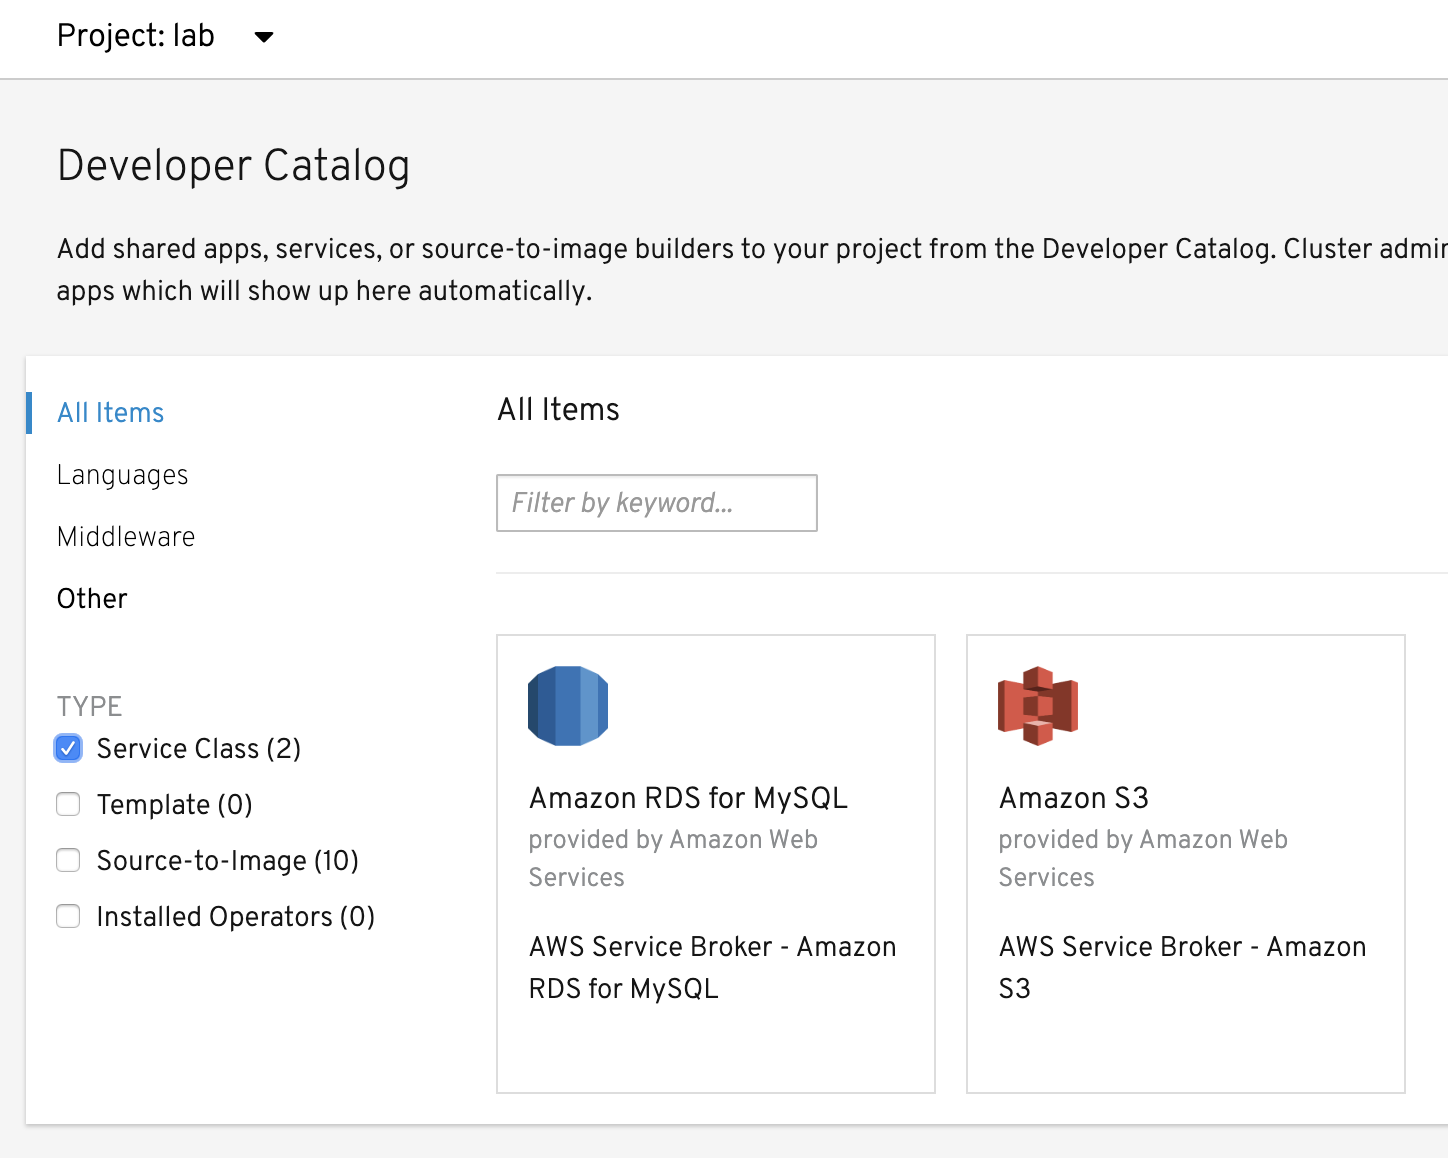 Project: lab
Developer Catalog
Add shared apps, services, or source-to-image builders to your project from the Developer Catalog. Cluster
apps which will show up here automatically.
All Items
Languages
Middleware
Other
TYPE
Service Class (2)
Template (0)
Source-to-Image (10)
Installed Operators (0)
All Items
Filter by keyword...
Amazon RDS for MySQL
provided by Amazon Web
Services
AWS Service Broker - Amazon
RDS for MySQL
Amazon S3
provided by Amazon Web
Services
AWS Service Broker - Amazon
S3